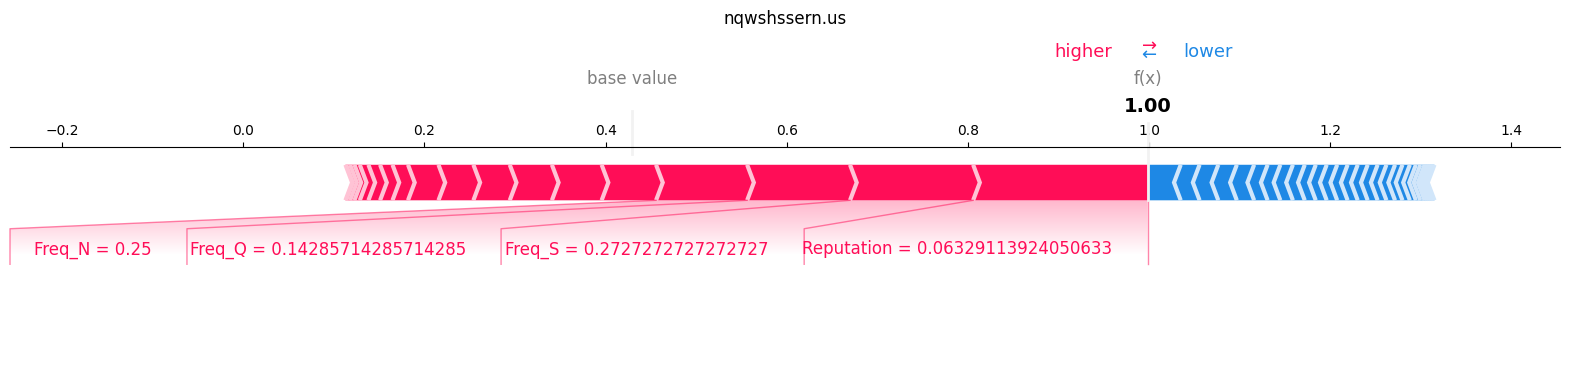 nqwshssern.us
higher ⇄ lower
base value f(x)
1.00
−0.2 0.0 0.2 0.4 0.6 0.8 1.0 1.2 1.4
Freq_N = 0.25 Freq_Q = 0.14285714285714285 Freq_S = 0.2727272727272727 Reputation = 0.06329113924050633